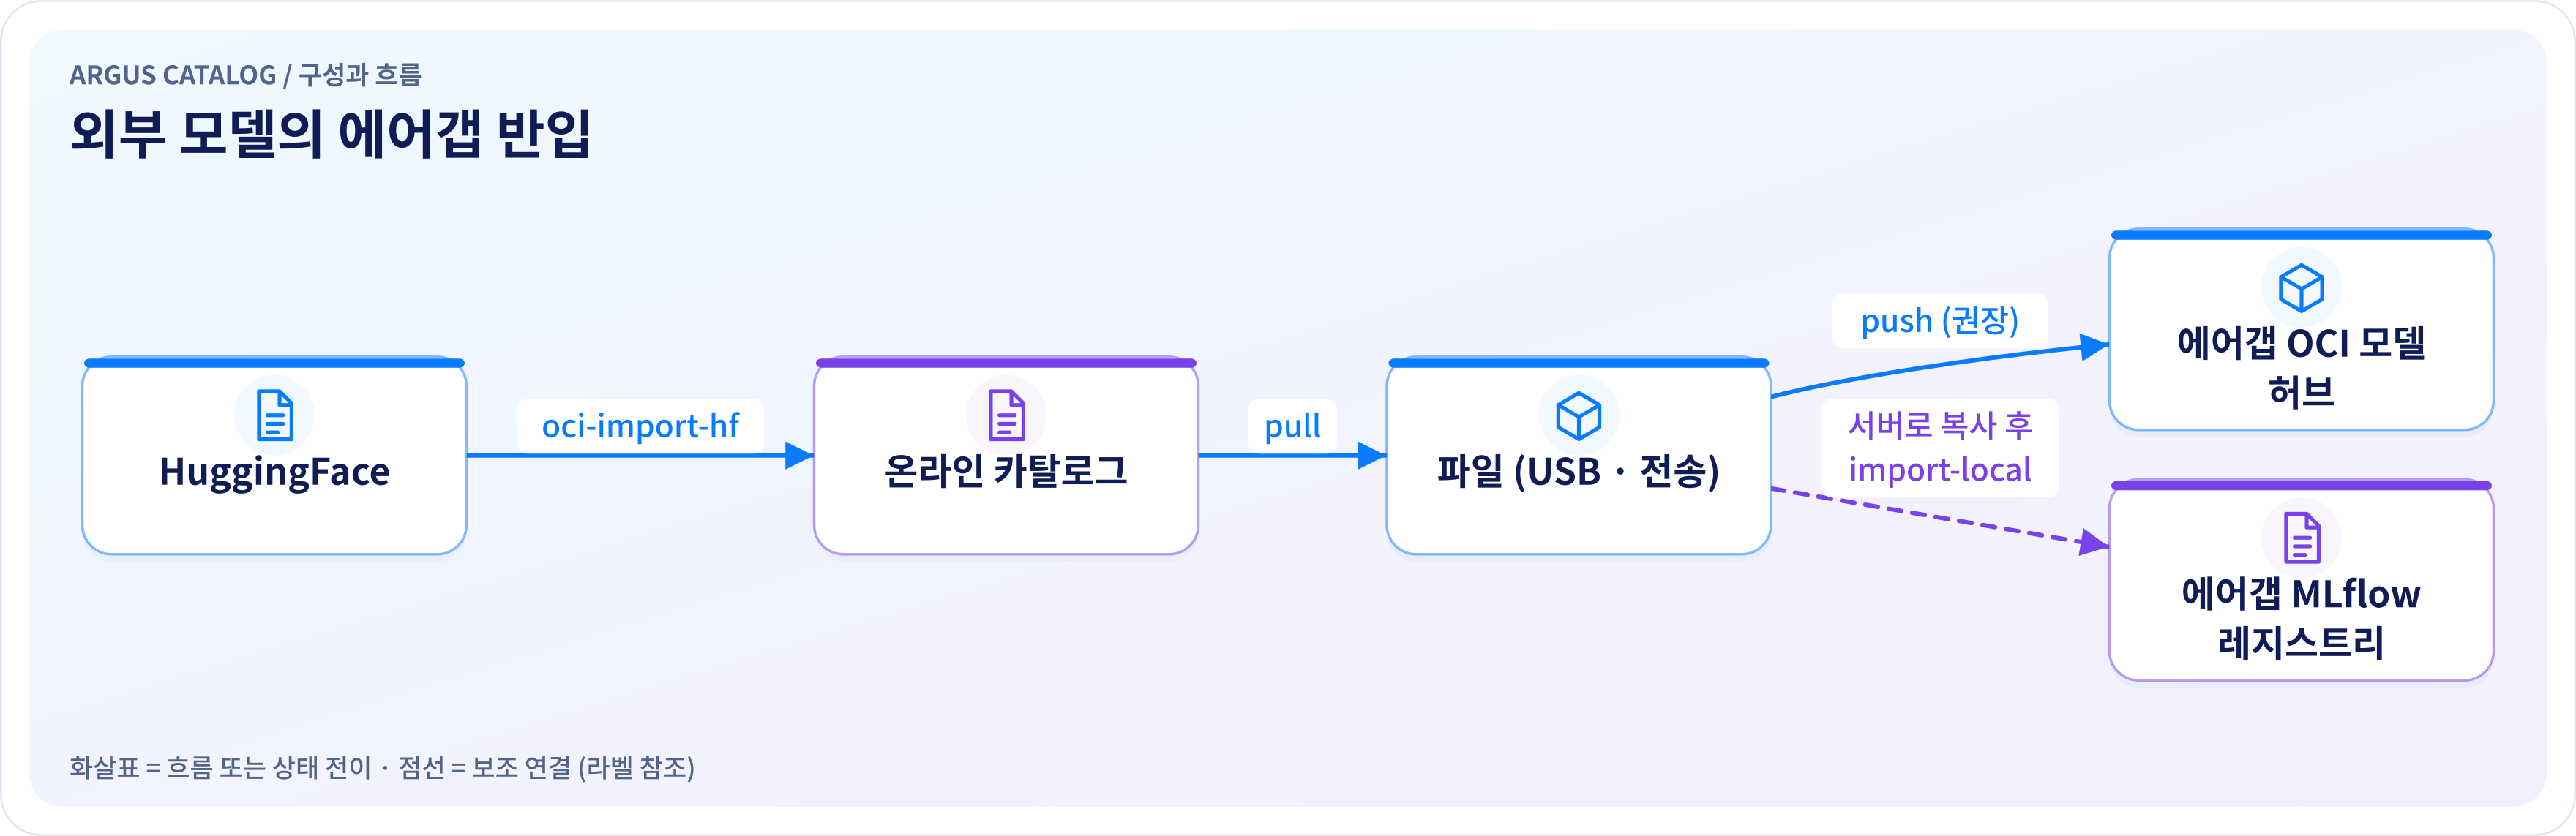 ARGUS CATALOG / 구성과 흐름
외부 모델의 에어갭 반입
HuggingFace
oci-import-hf
온라인 카탈로그
pull
파일 (USB · 전송)
push (권장)
에어갭 OCI 모델
허브
서버로 복사 후
import-local
에어갭 MLflow
레지스트리
화살표 = 흐름 또는 상태 전이 · 점선 = 보조 연결 (라벨 참조)